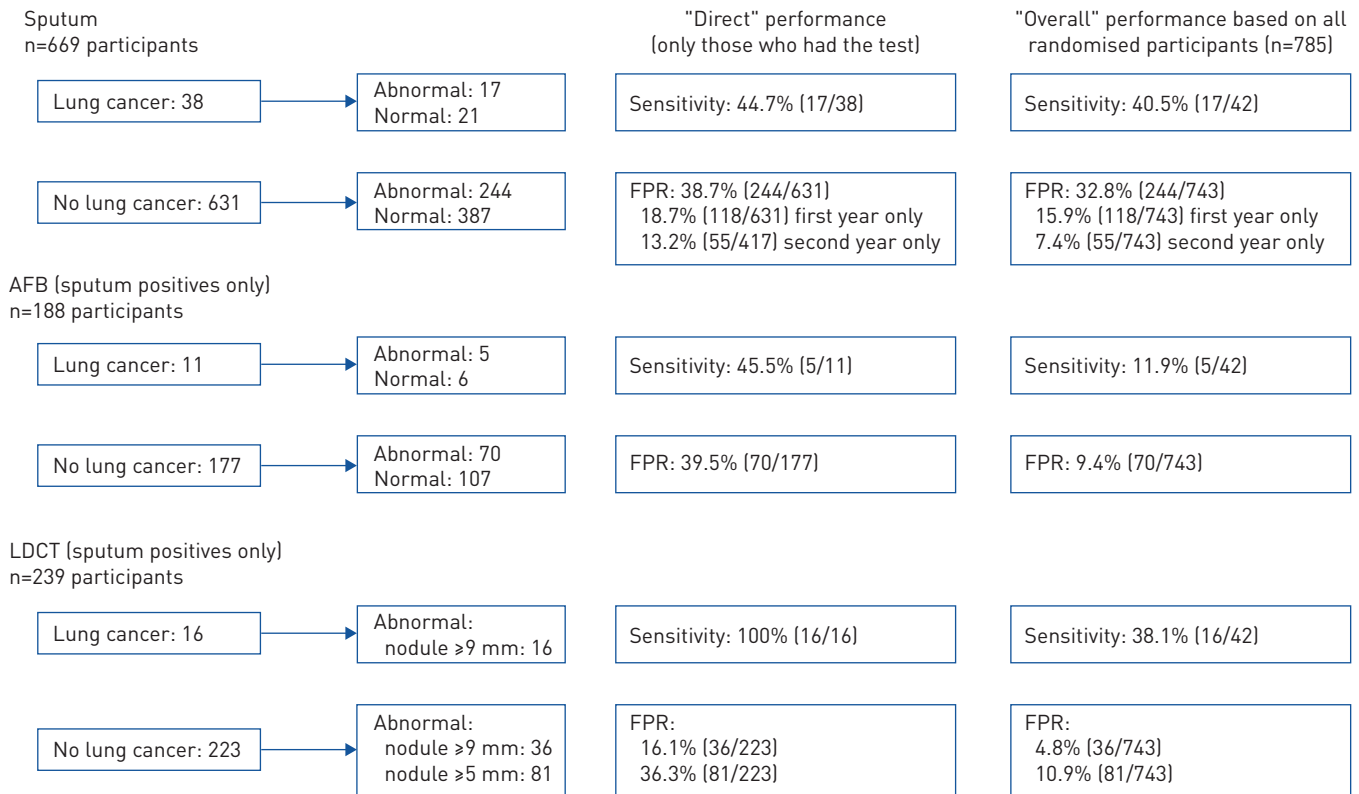 Sputum
n=669 participants
"Direct" performance
(only those who had the test)
"Overall" performance based on all
randomised participants (n=785)
Lung cancer: 38
Abnormal: 17
Normal: 21
Sensitivity: 44.7% (17/38)
Sensitivity: 40.5% (17/42)
No lung cancer: 631
Abnormal: 244
Normal: 387
FPR: 38.7% (244/631)
18.7% (118/631) first year only
13.2% (55/417) second year only
FPR: 32.8% (244/743)
15.9% (118/743) first year only
7.4% (55/743) second year only
AFB (sputum positives only)
n=188 participants
Lung cancer: 11
Abnormal: 5
Normal: 6
Sensitivity: 45.5% (5/11)
Sensitivity: 11.9% (5/42)
No lung cancer: 177
Abnormal: 70
Normal: 107
FPR: 39.5% (70/177)
FPR: 9.4% (70/743)
LDCT (sputum positives only)
n=239 participants
Lung cancer: 16
Abnormal:
nodule ≥9 mm: 16
Sensitivity: 100% (16/16)
Sensitivity: 38.1% (16/42)
No lung cancer: 223
Abnormal:
nodule ≥9 mm: 36
nodule ≥5 mm: 81
FPR:
16.1% (36/223)
36.3% (81/223)
FPR:
4.8% (36/743)
10.9% (81/743)